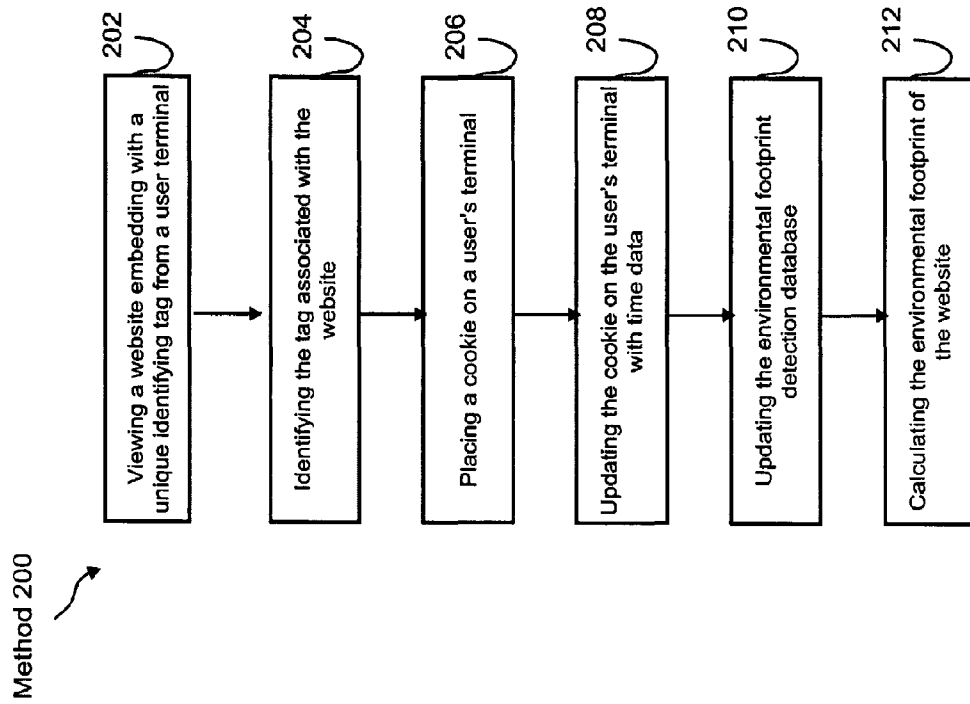 Method 200
202
Viewing a website embedding with a
unique identifying tag from a user terminal
204
Identifying the tag associated with the
website
206
Placing a cookie on a user's terminal
208
Updating the cookie on the user's terminal
with time data
210
Updating the environmental footprint
detection database
212
Calculating the environmental footprint of
the website